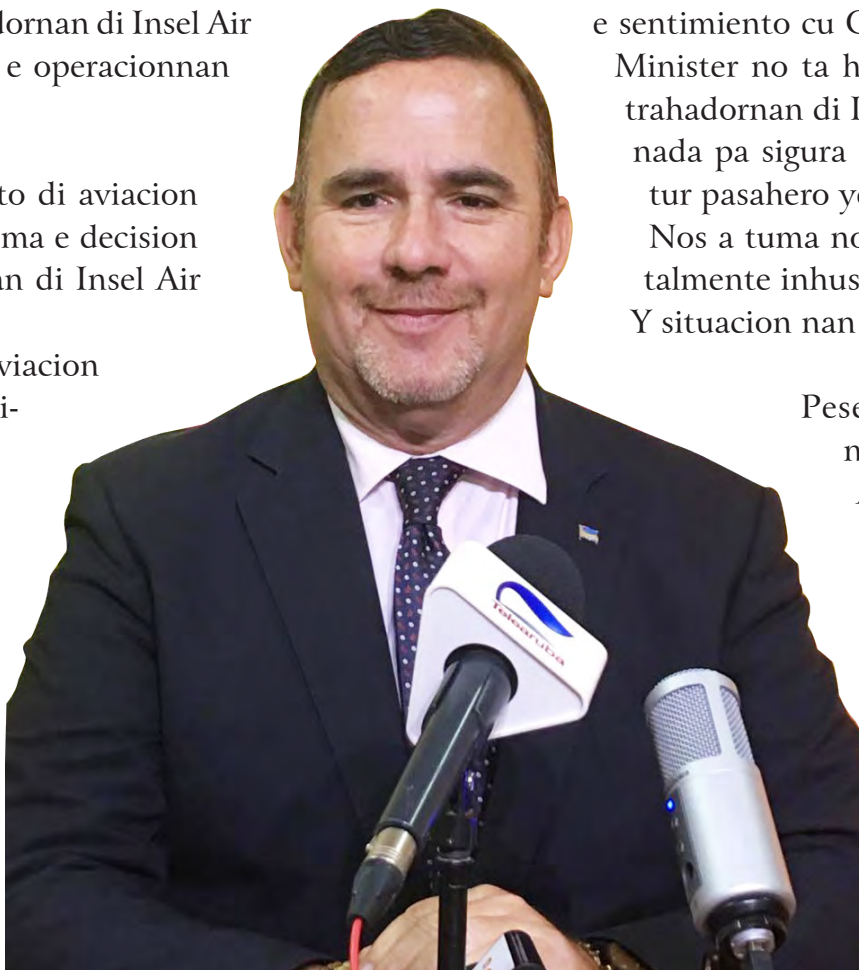 dornan di Insel Air
e operacionnan
to di aviacion
ma e decision
an di Insel Air
viacion
i-
e sentimiento cu
Minister no ta h
trahadornan di
nada pa sigura
tur pasahero
Nos a tuma no
talmente inhus
Y situacion nan
Pese
Telearuba